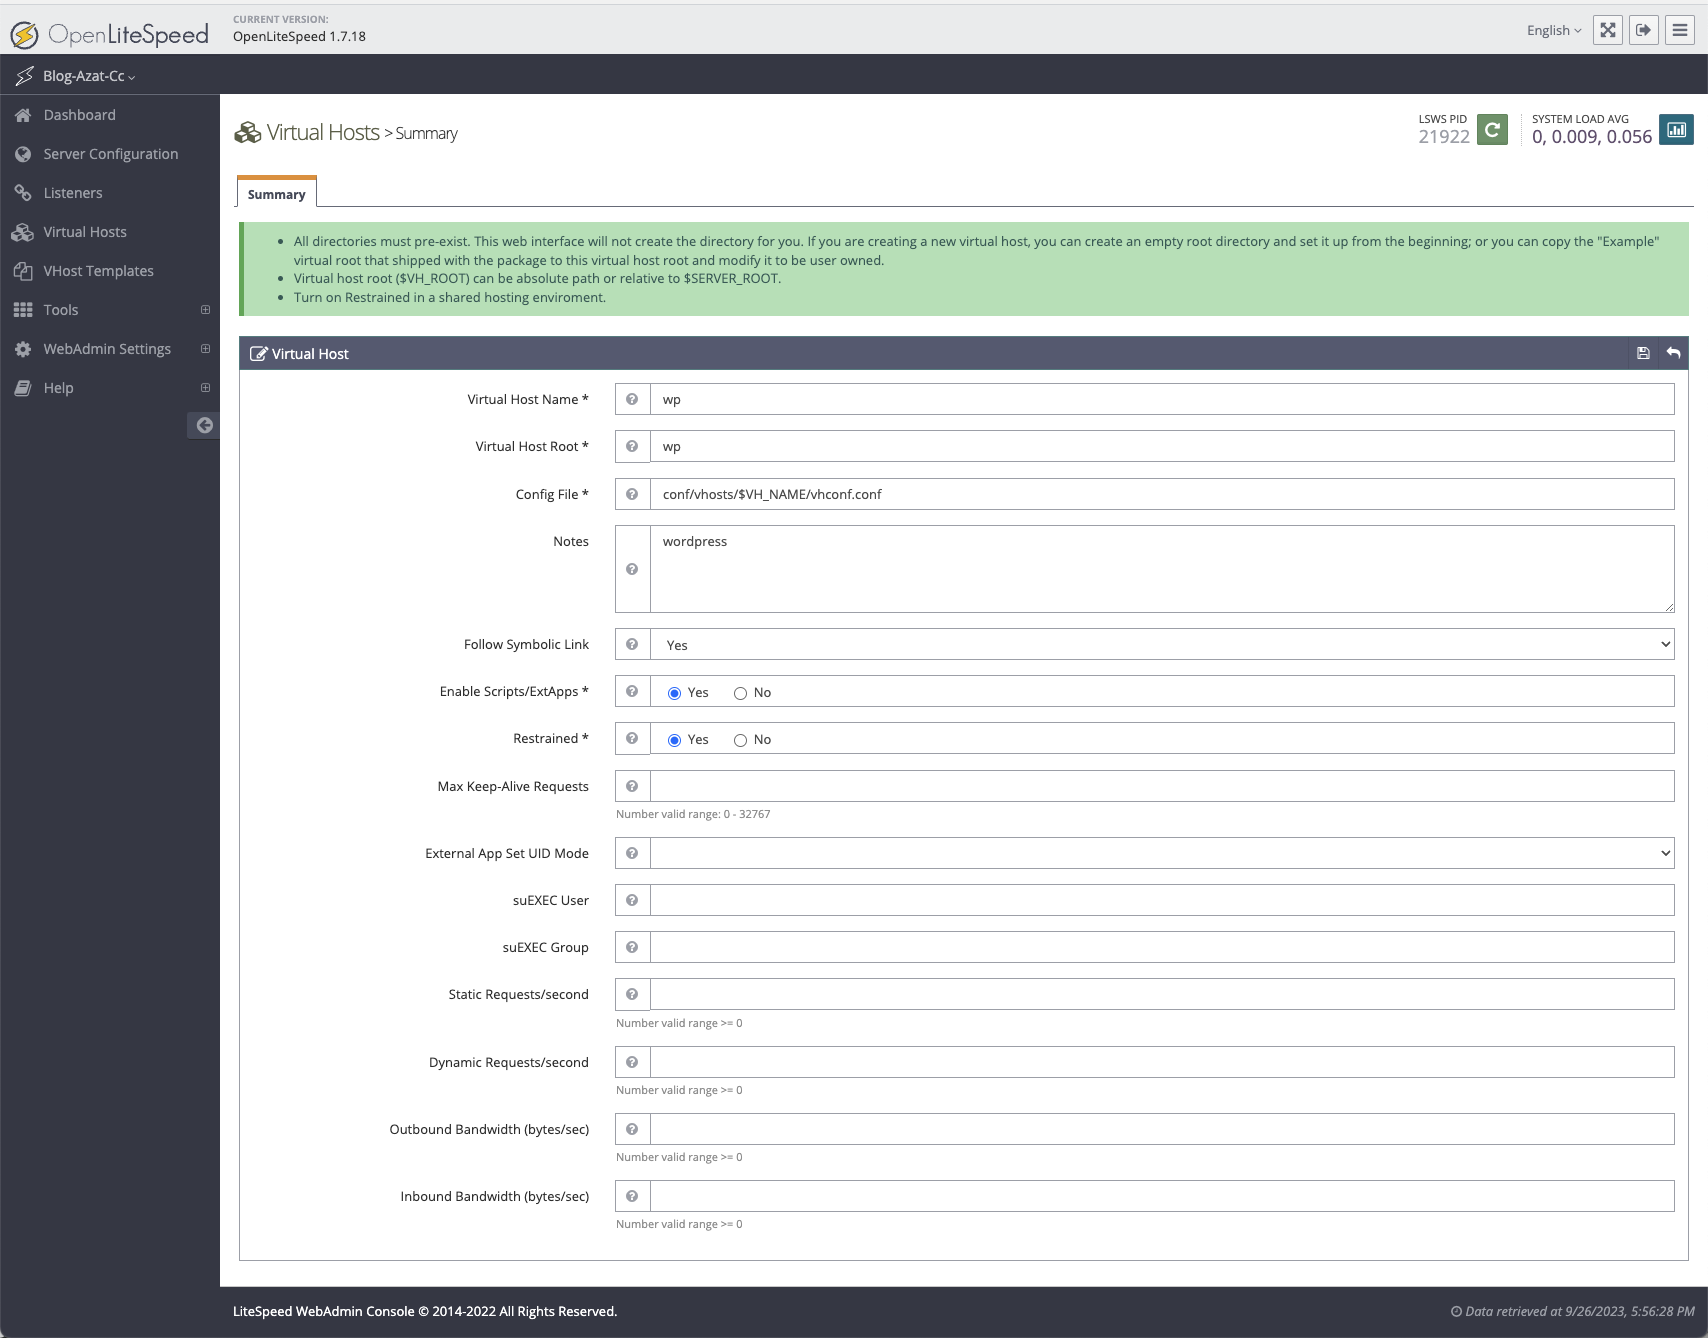 OpenLiteSpeed
CURRENT VERSION:
OpenLiteSpeed 1.7.18
English
Blog-Azat-Cc
Dashboard
Server Configuration
Listeners
Virtual Hosts
VHost Templates
Tools
WebAdmin Settings
Help
Virtual Hosts > Summary
LSWS PID
21922
SYSTEM LOAD AVG
0, 0.009, 0.056
Summary
All directories must pre-exist. This web interface will not create the directory for you. If you are creating a new virtual host, you can create an empty root directory and set it up from the beginning; or you can copy the "Example"
virtual root that shipped with the package to this virtual host root and modify it to be user owned.
Virtual host root ($VH_ROOT) can be absolute path or relative to $SERVER_ROOT.
Turn on Restrained in a shared hosting enviroment.
Virtual Host
Virtual Host Name * wp
Virtual Host Root * wp
Config File * conf/vhosts/$VH_NAME/vhconf.conf
Notes wordpress
Follow Symbolic Link Yes
Enable Scripts/ExtApps * Yes No
Restrained * Yes No
Max Keep-Alive Requests
Number valid range: 0 - 32767
External App Set UID Mode
suEXEC User
suEXEC Group
Static Requests/second
Number valid range >= 0
Dynamic Requests/second
Number valid range >= 0
Outbound Bandwidth (bytes/sec)
Number valid range >= 0
Inbound Bandwidth (bytes/sec)
Number valid range >= 0
LiteSpeed WebAdmin Console © 2014-2022 All Rights Reserved.
Data retrieved at 9/26/2023, 5:56:28 PM